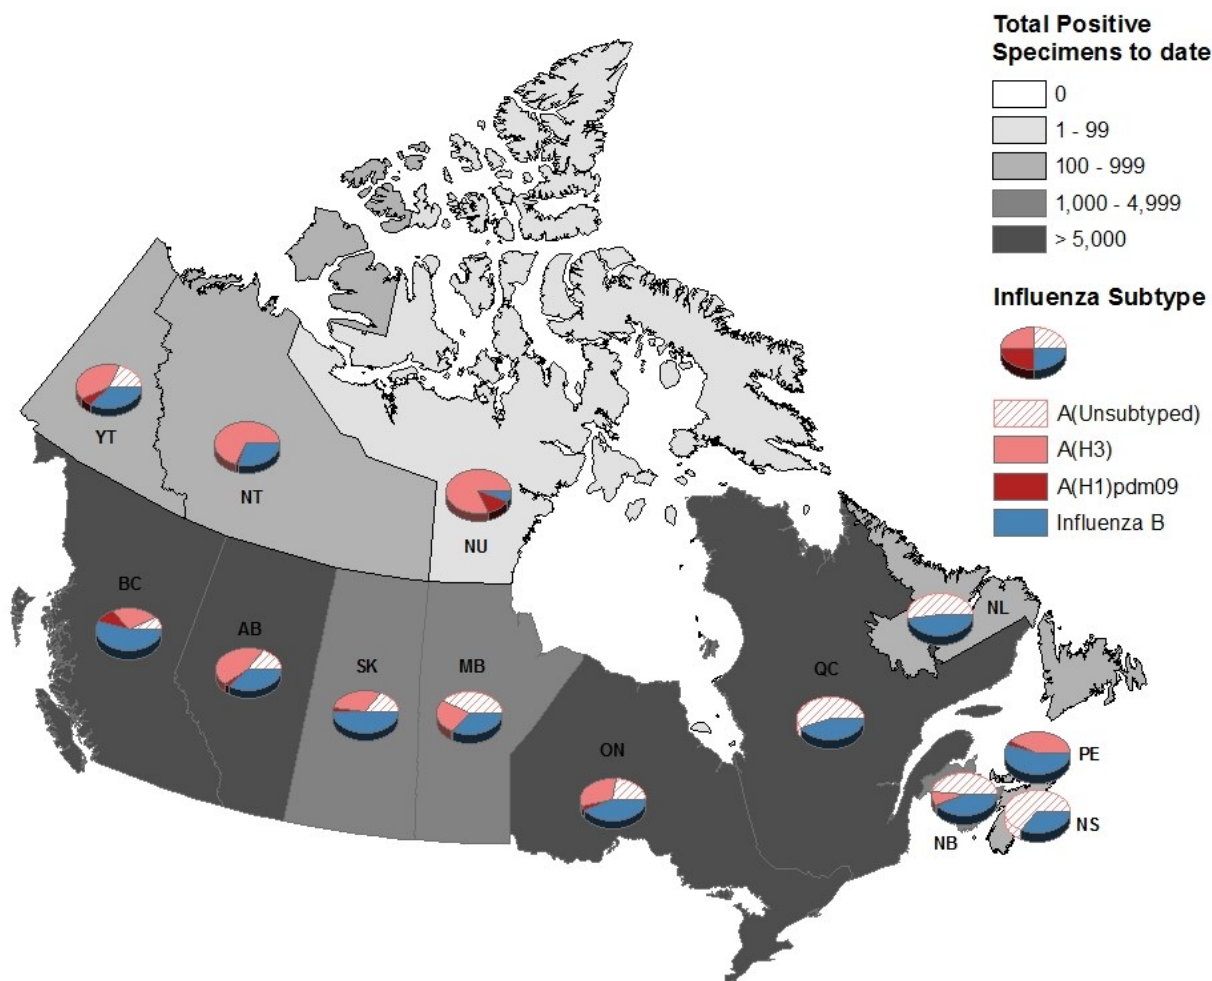 Total Positive
Specimens to date
0
1 - 99
100 - 999
1,000 - 4,999
> 5,000
Influenza Subtype
A(Unsubtyped)
A(H3)
A(H1)pdm09
Influenza B
YT
NT
NU
BC
AB
SK
MB
ON
QC
NL
PE
NB
NS